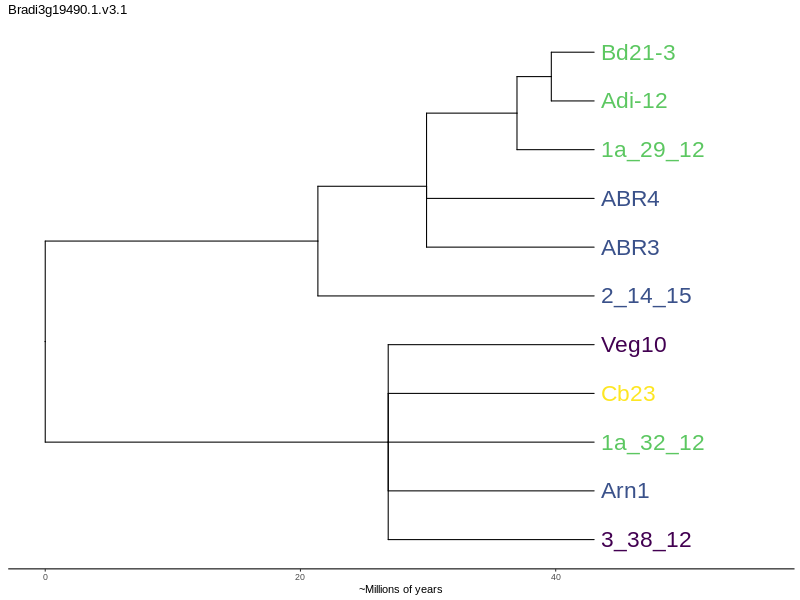 Bradi3g19490.1.v3.1
Bd21-3
Adi-12
1a_29_12
ABR4
ABR3
2_14_15
Veg10
Cb23
1a_32_12
Arn1
3_38_12
0 20 40
~Millions of years